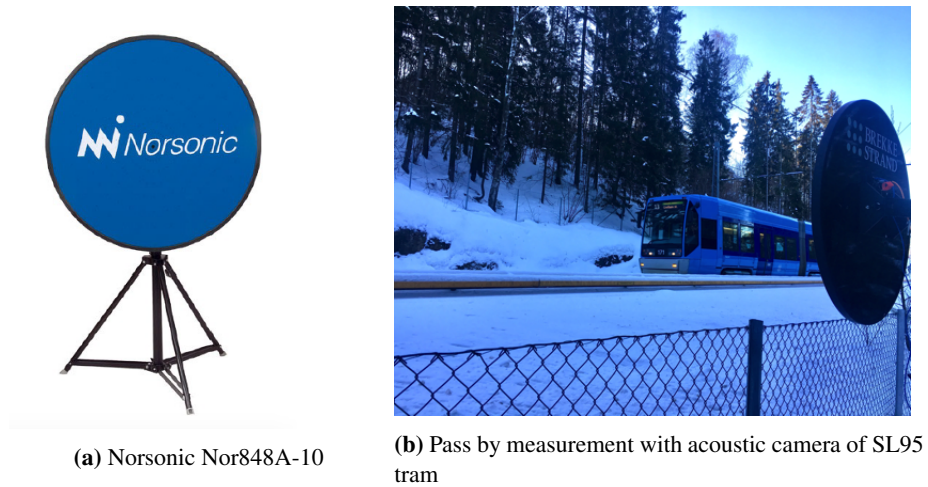 Norsonic
BREKKE
STRAND
(a) Norsonic Nor848A-10
(b) Pass by measurement with acoustic camera of SL95
tram